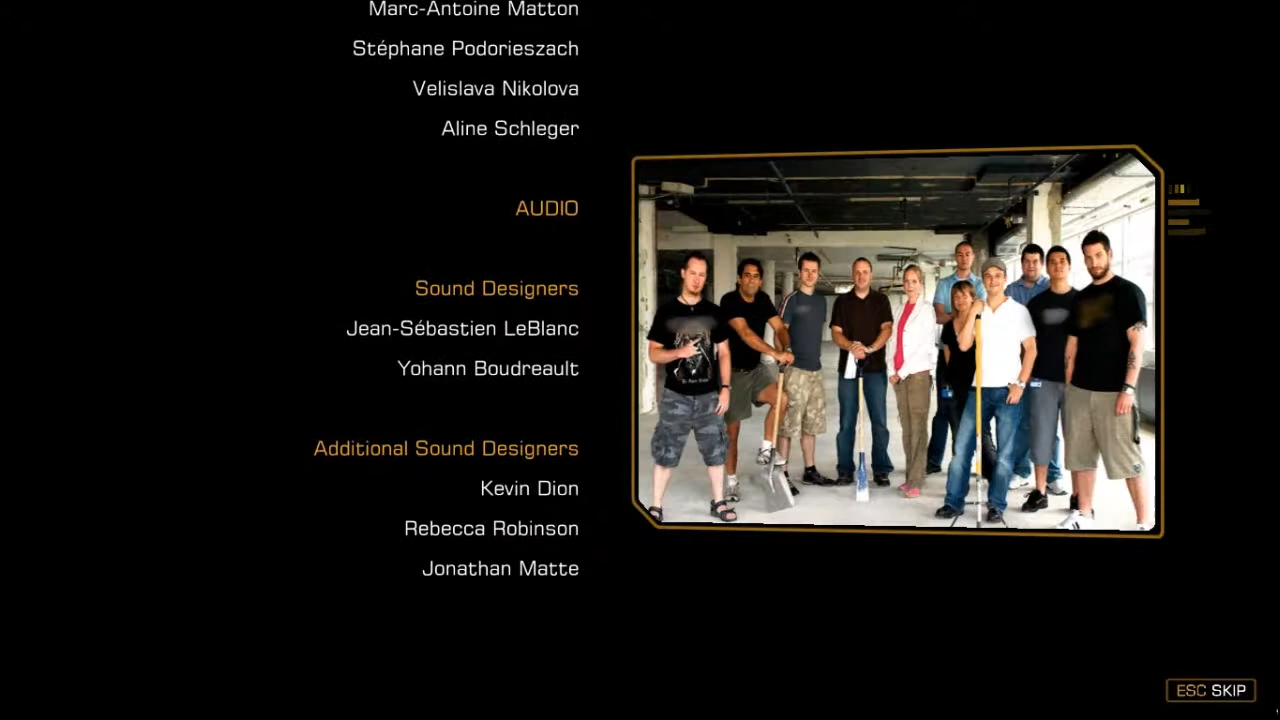 Marc-Antoine Matton
Stéphane Podorieszach
Velislava Nikolova
Aline Schleger
AUDIO
Sound Designers
Jean-Sébastien LeBlanc
Yohann Boudreault
Additional Sound Designers
Kevin Dion
Rebecca Robinson
Jonathan Matte
ESC SKIP